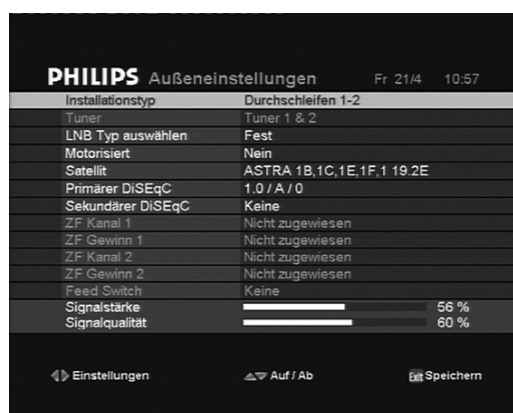 PHILIPS Außeneinstellungen Fr 21/4 10:57
Installationstyp Durchschleifen 1-2
Tuner Tuner 1 & 2
LNB Typ auswählen Fest
Motorisiert Nein
Satellit ASTRA 1B,1C,1E,1F,1 19.2E
Primärer DiSEqC 1.0 / A / 0
Sekundärer DiSEqC Keine
ZF Kanal 1 Nicht zugewiesen
ZF Gewinn 1 Nicht zugewiesen
ZF Kanal 2 Nicht zugewiesen
ZF Gewinn 2 Nicht zugewiesen
Feed Switch Keine
Signalstärke 56 %
Signalqualität 60 %
Einstellungen Auf / Ab Exit Speichern